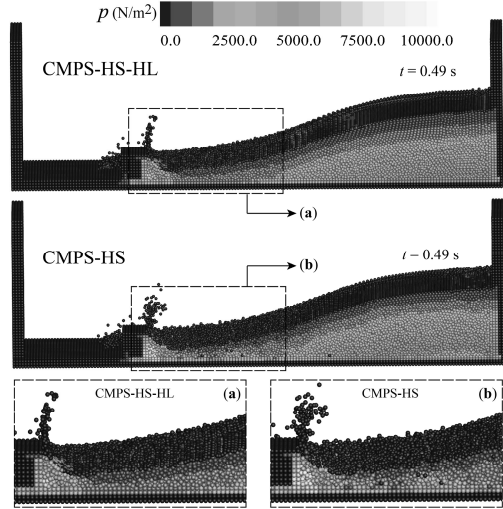 p (N/m²)
0.0 2500.0 5000.0 7500.0 10000.0
CMPS-HS-HL
t = 0.49 s
(a)
CMPS-HS
(b)
t – 0.49 s
CMPS-HS-HL (a)
CMPS-HS (b)